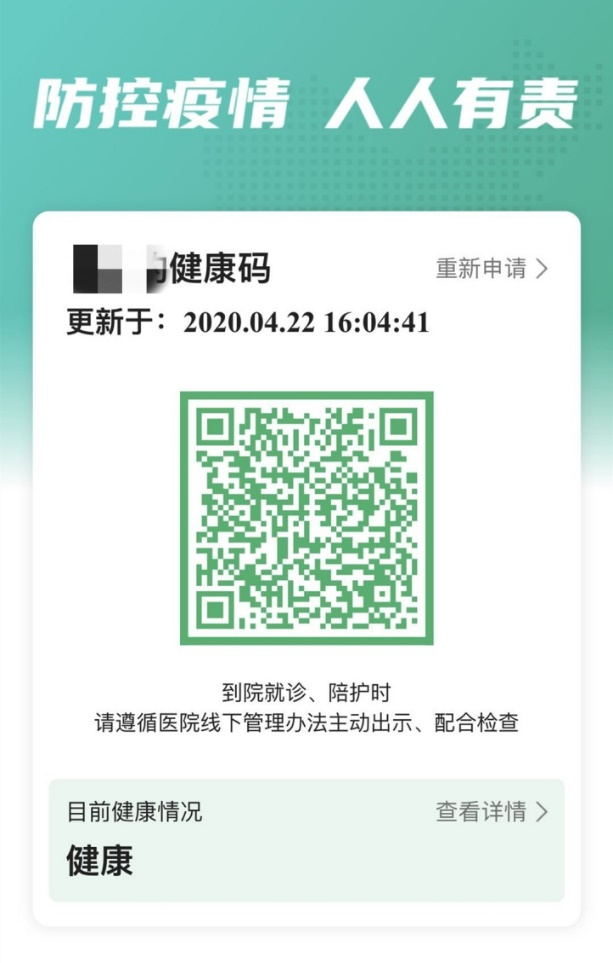 防控疫情 人人有责
的健康码
重新申请
更新于：2020.04.22 16:04:41
到院就诊、陪护时
请遵循医院线下管理办法主动出示、配合检查
目前健康情况
查看详情
健康